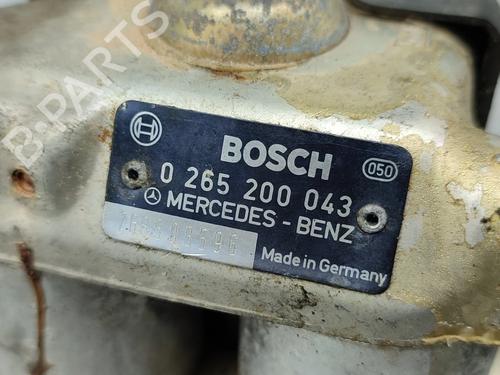 B-PARTS
BOSCH
050
0 265 200 043
MERCEDES - BENZ
Made in Germany